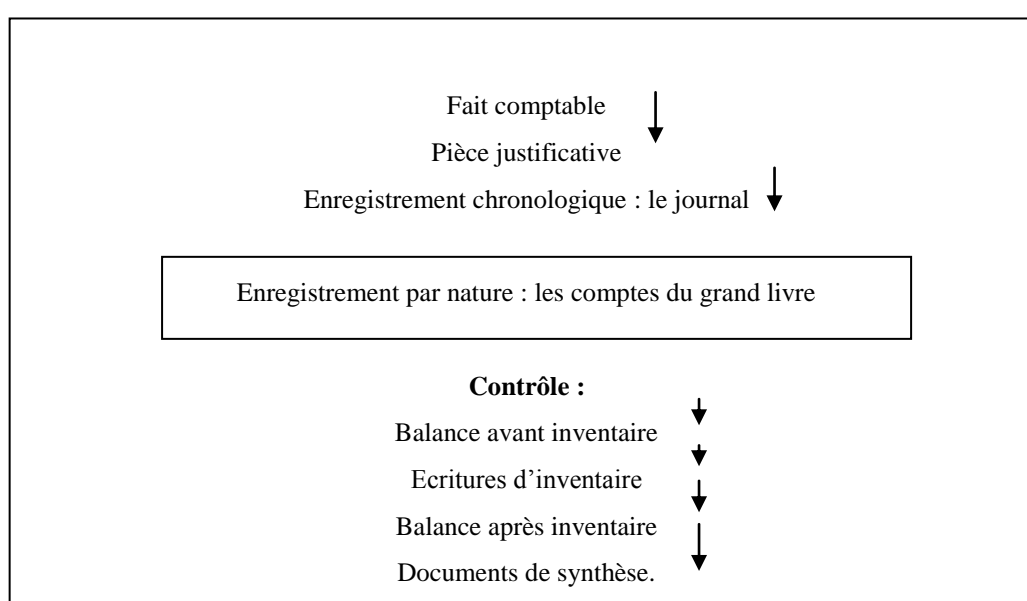 Fait comptable
Pièce justificative
Enregistrement chronologique : le journal
Enregistrement par nature : les comptes du grand livre
Contrôle :
Balance avant inventaire
Ecritures d’inventaire
Balance après inventaire
Documents de synthèse.